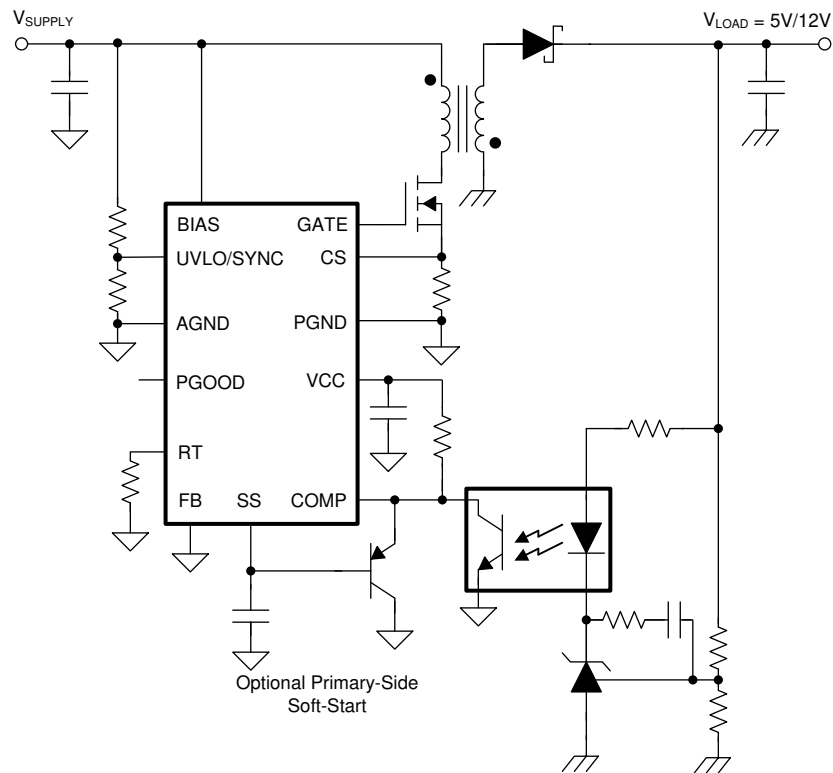 VSUPPLY
VLOAD = 5V/12V
BIAS
GATE
UVLO/SYNC
CS
AGND
PGND
PGOOD
VCC
RT
FB
SS
COMP
Optional Primary-Side
Soft-Start